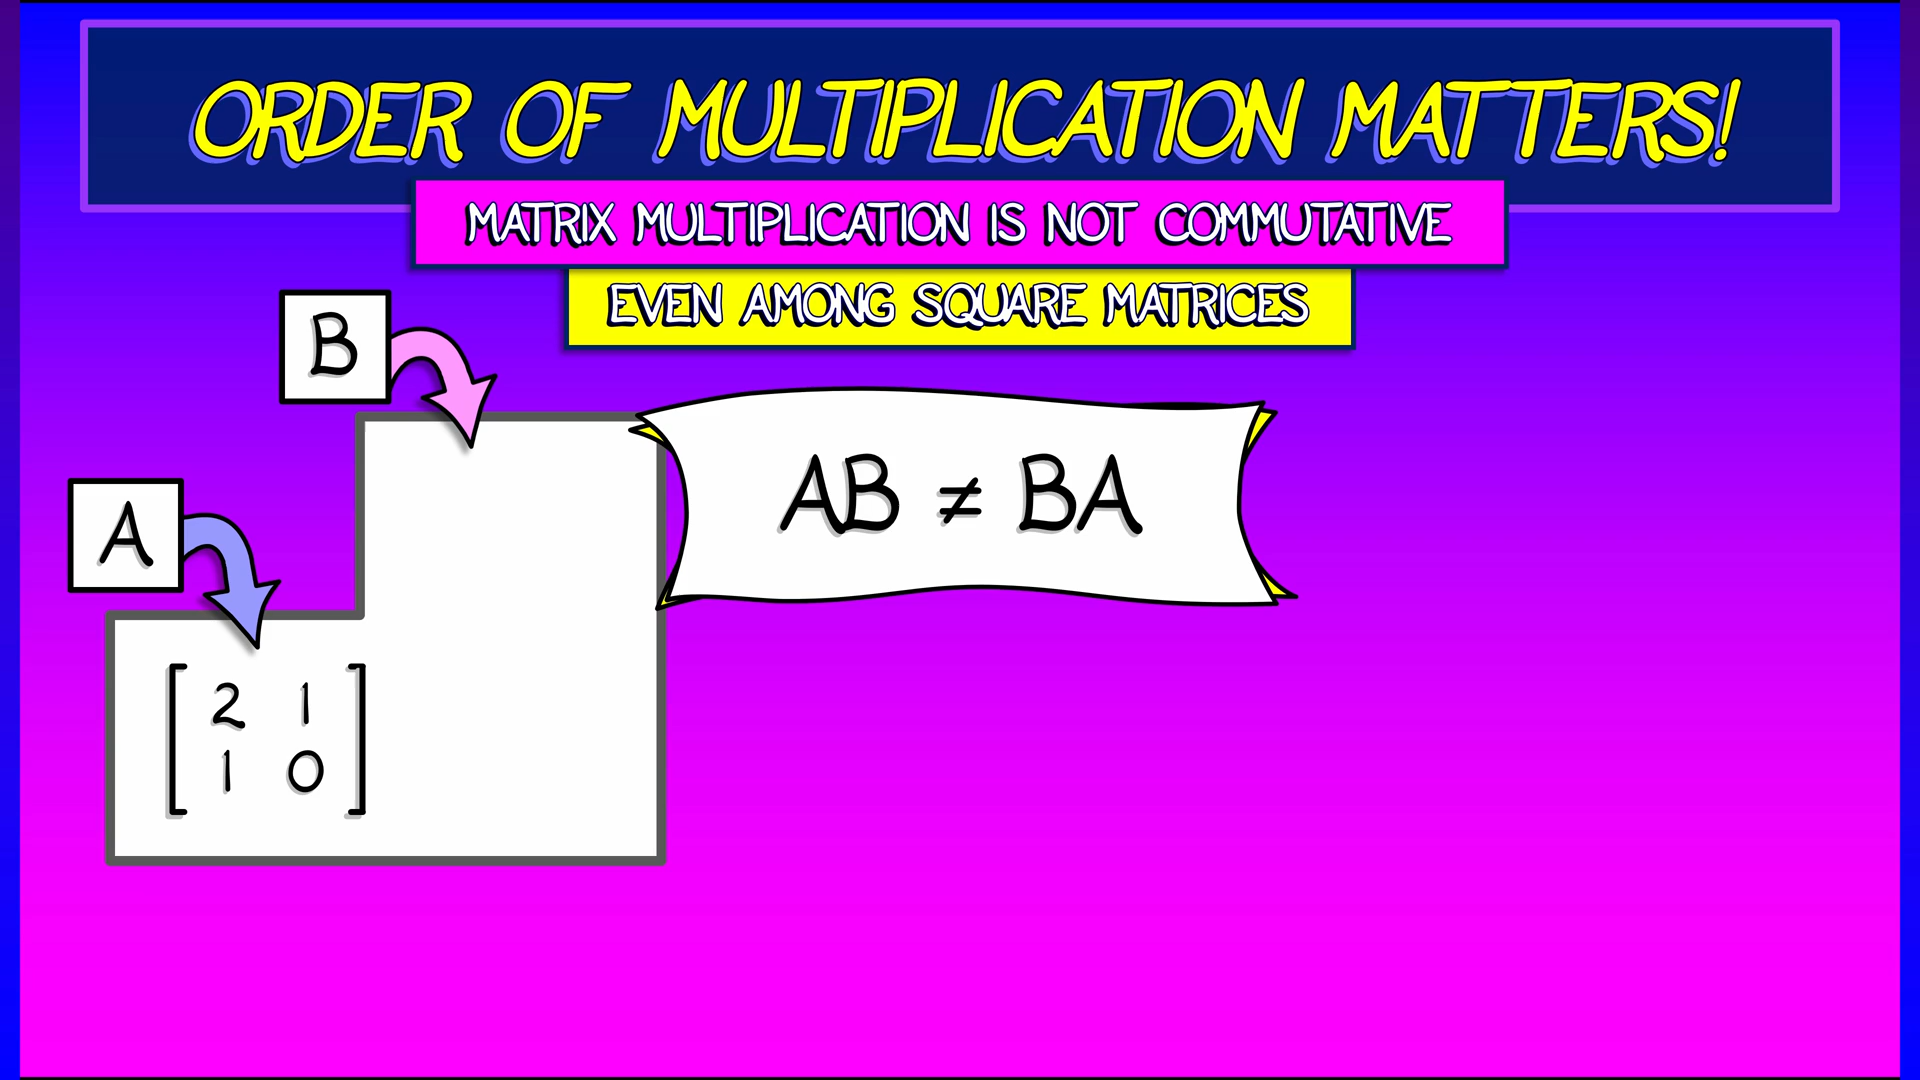 ORDER OF MULTIPLICATION MATTERS!
MATRIX MULTIPLICATION IS NOT COMMUTATIVE
EVEN AMONG SQUARE MATRICES
B
AB ≠ BA
A
2 1
1 0